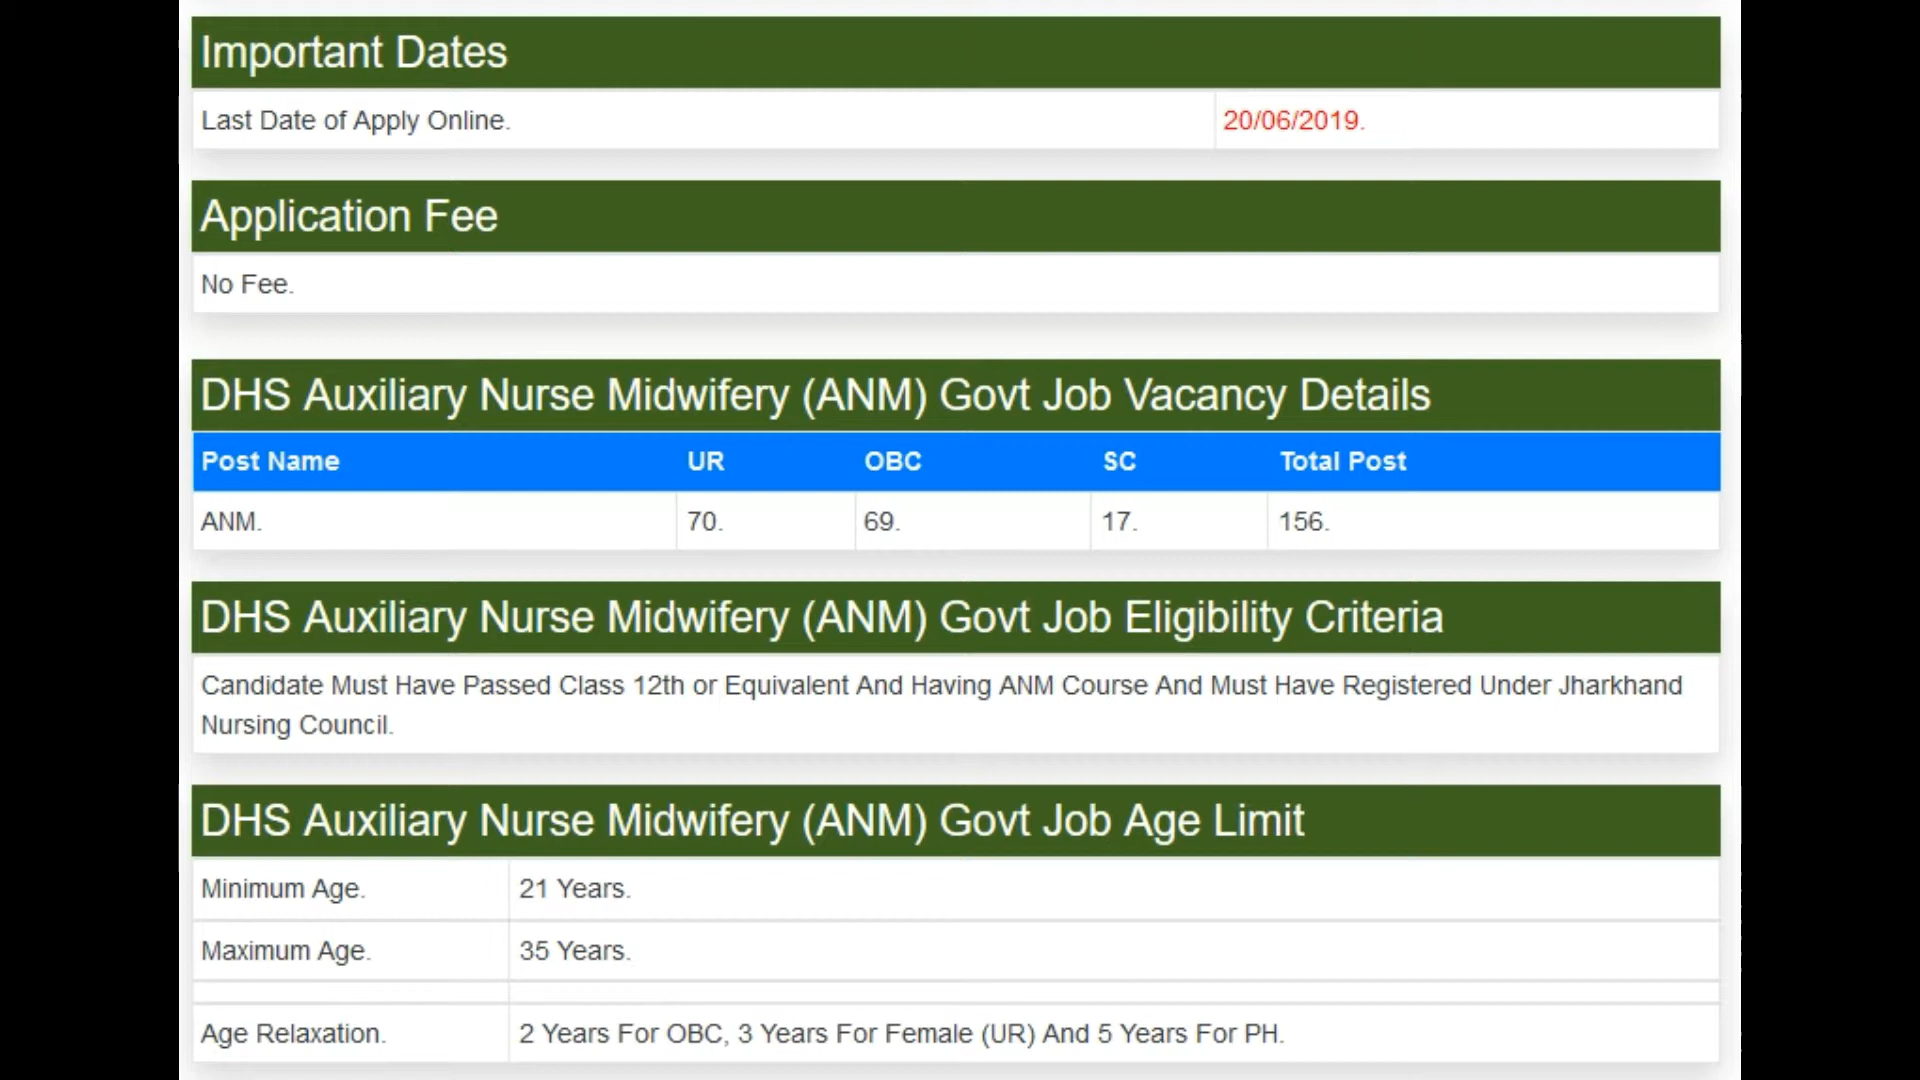 Important Dates
Last Date of Apply Online. 20/06/2019.
Application Fee
No Fee.
DHS Auxiliary Nurse Midwifery (ANM) Govt Job Vacancy Details
Post Name UR OBC SC Total Post
ANM. 70. 69. 17. 156.
DHS Auxiliary Nurse Midwifery (ANM) Govt Job Eligibility Criteria
Candidate Must Have Passed Class 12th or Equivalent And Having ANM Course And Must Have Registered Under Jharkhand
Nursing Council.
DHS Auxiliary Nurse Midwifery (ANM) Govt Job Age Limit
Minimum Age. 21 Years.
Maximum Age. 35 Years.
Age Relaxation. 2 Years For OBC, 3 Years For Female (UR) And 5 Years For PH.